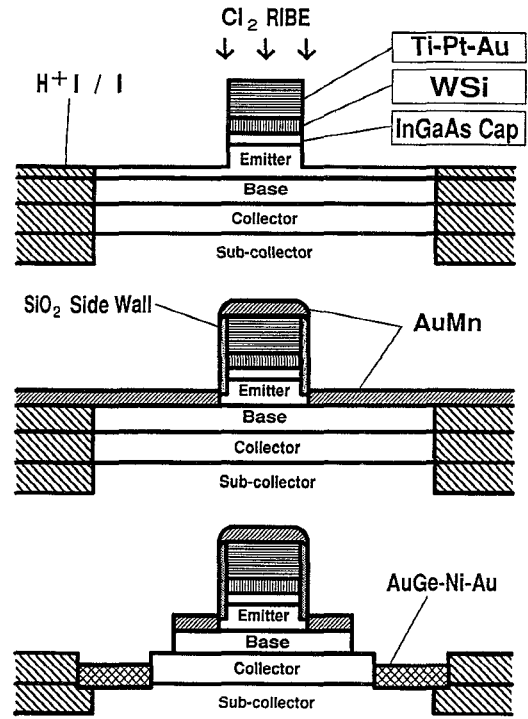 Cl2 RIBE
Ti-Pt-Au
H+ I / I
WSi
InGaAs Cap
Emitter
Base
Collector
Sub-collector
SiO2 Side Wall
AuMn
Emitter
Base
Collector
Sub-collector
AuGe-Ni-Au
Emitter
Base
Collector
Sub-collector